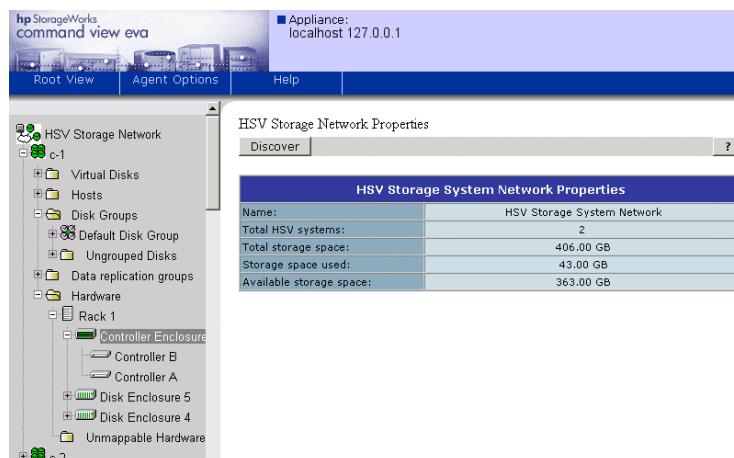 hp StorageWorks
command view eva
Appliance:
localhost 127.0.0.1
Root View Agent Options Help
HSV Storage Network
c-1
Virtual Disks
Hosts
Disk Groups
Default Disk Group
Ungrouped Disks
Data replication groups
Hardware
Rack 1
Controller Enclosure
Controller B
Controller A
Disk Enclosure 5
Disk Enclosure 4
Unmappable Hardware
c-2
HSV Storage Network Properties
Discover ?
HSV Storage System Network Properties
Name: HSV Storage System Network
Total HSV systems: 2
Total storage space: 406.00 GB
Storage space used: 43.00 GB
Available storage space: 363.00 GB